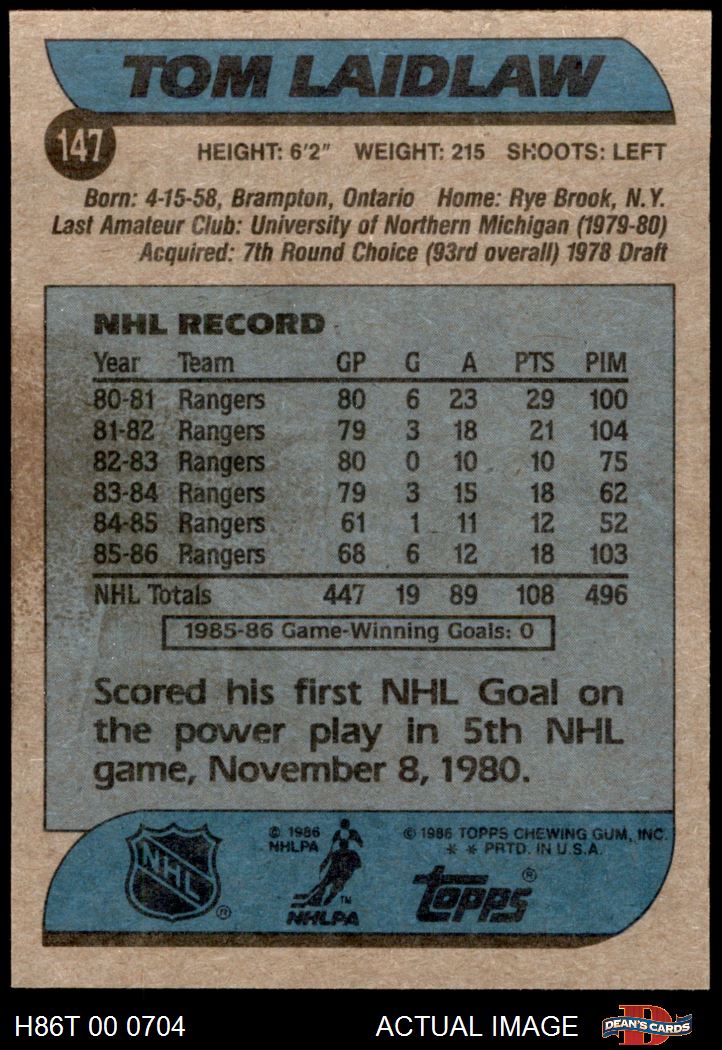 TOM LAIDLAW
147
HEIGHT: 6'2" WEIGHT: 215 SHOOTS: LEFT
Born: 4-15-58, Brampton, Ontario Home: Rye Brook, N.Y.
Last Amateur Club: University of Northern Michigan (1979-80)
Acquired: 7th Round Choice (93rd overall) 1978 Draft
NHL RECORD
Year Team GP G A PTS PIM
80-81 Rangers 80 6 23 29 100
81-82 Rangers 79 3 18 21 104
82-83 Rangers 80 0 10 10 75
83-84 Rangers 79 3 15 18 62
84-85 Rangers 61 1 11 12 52
85-86 Rangers 68 6 12 18 103
NHL Totals 447 19 89 108 496
1985-86 Game-Winning Goals: 0
Scored his first NHL Goal on
the power play in 5th NHL
game, November 8, 1980.
NHL ®
© 1986
NHLPA
™
NHLPA
© 1986 TOPPS CHEWING GUM, INC.
* * PRTD. IN U.S.A.
topps ®
H86T 00 0704 ACTUAL IMAGE D DEAN'S CARDS